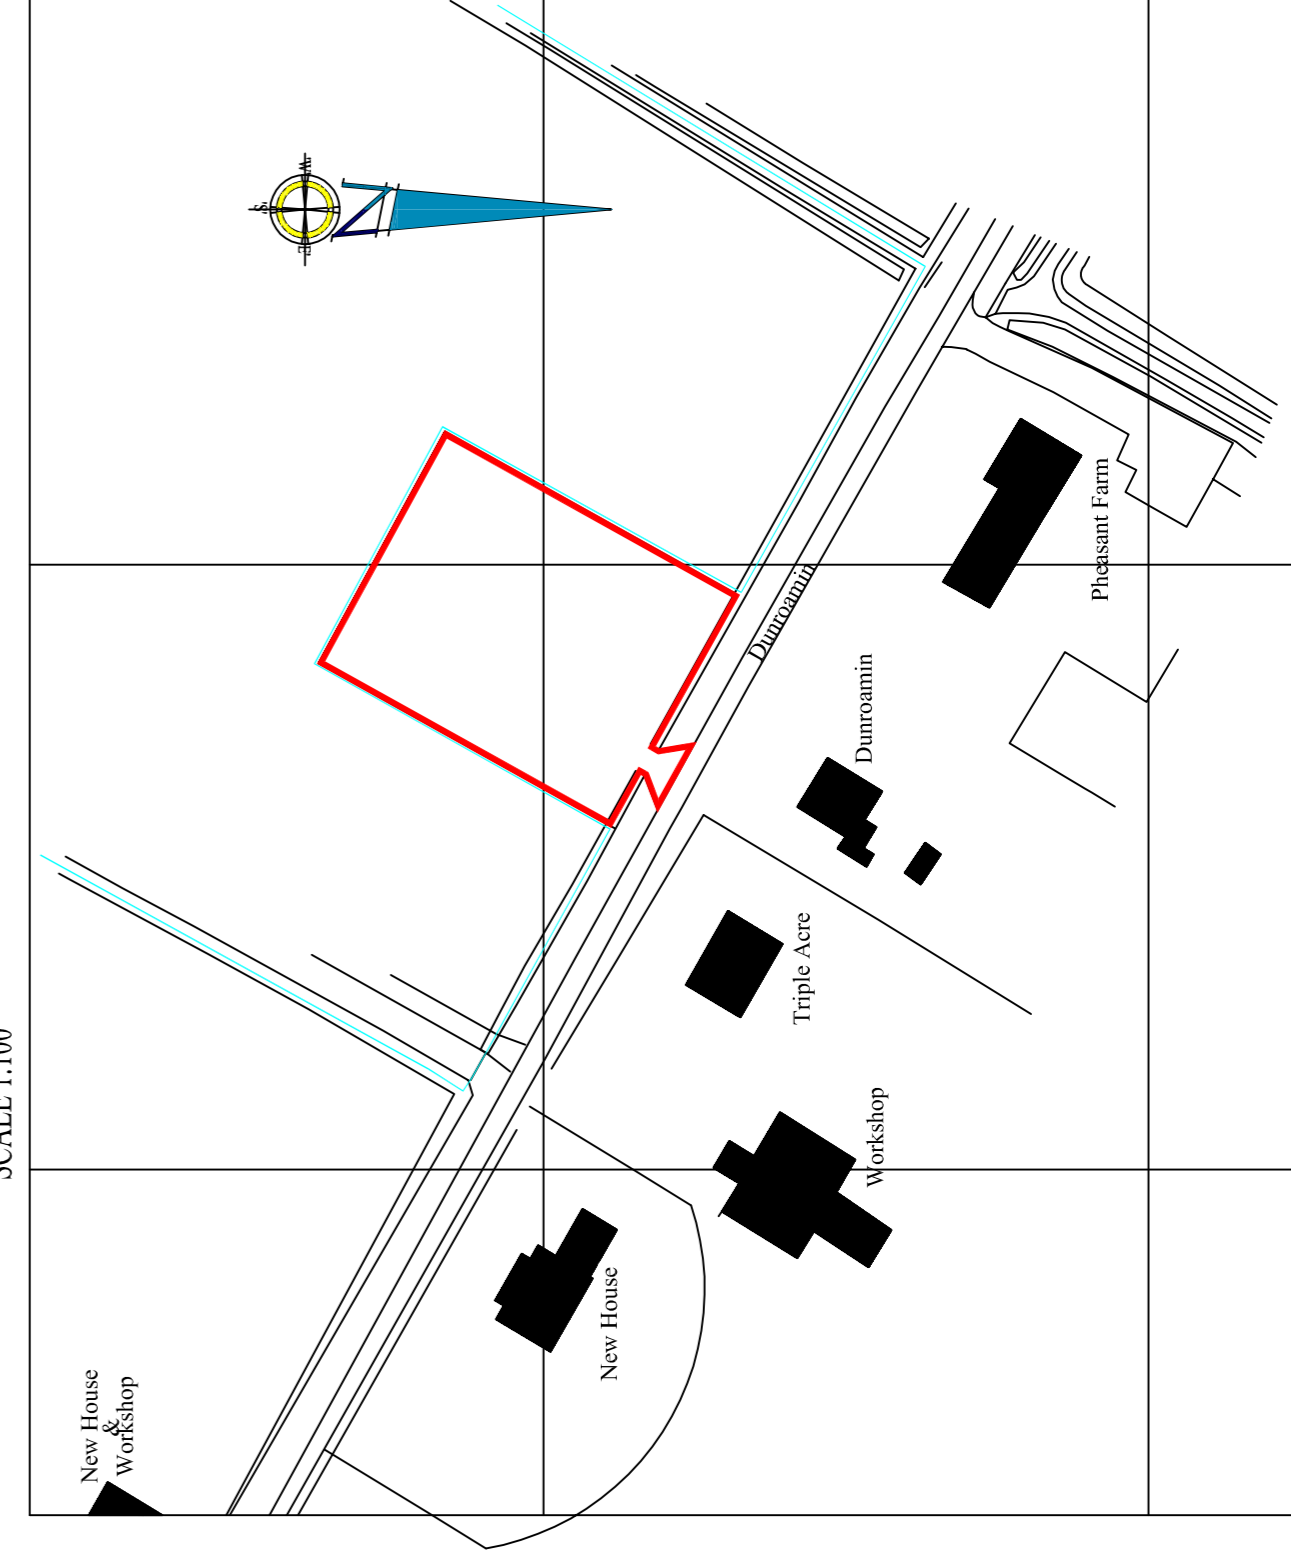 SCALE 1:100
New House
&
Workshop
New House
Workshop
Triple Acre
Dunroamin
Dunroamin
Pheasant Farm
N
S
W
E